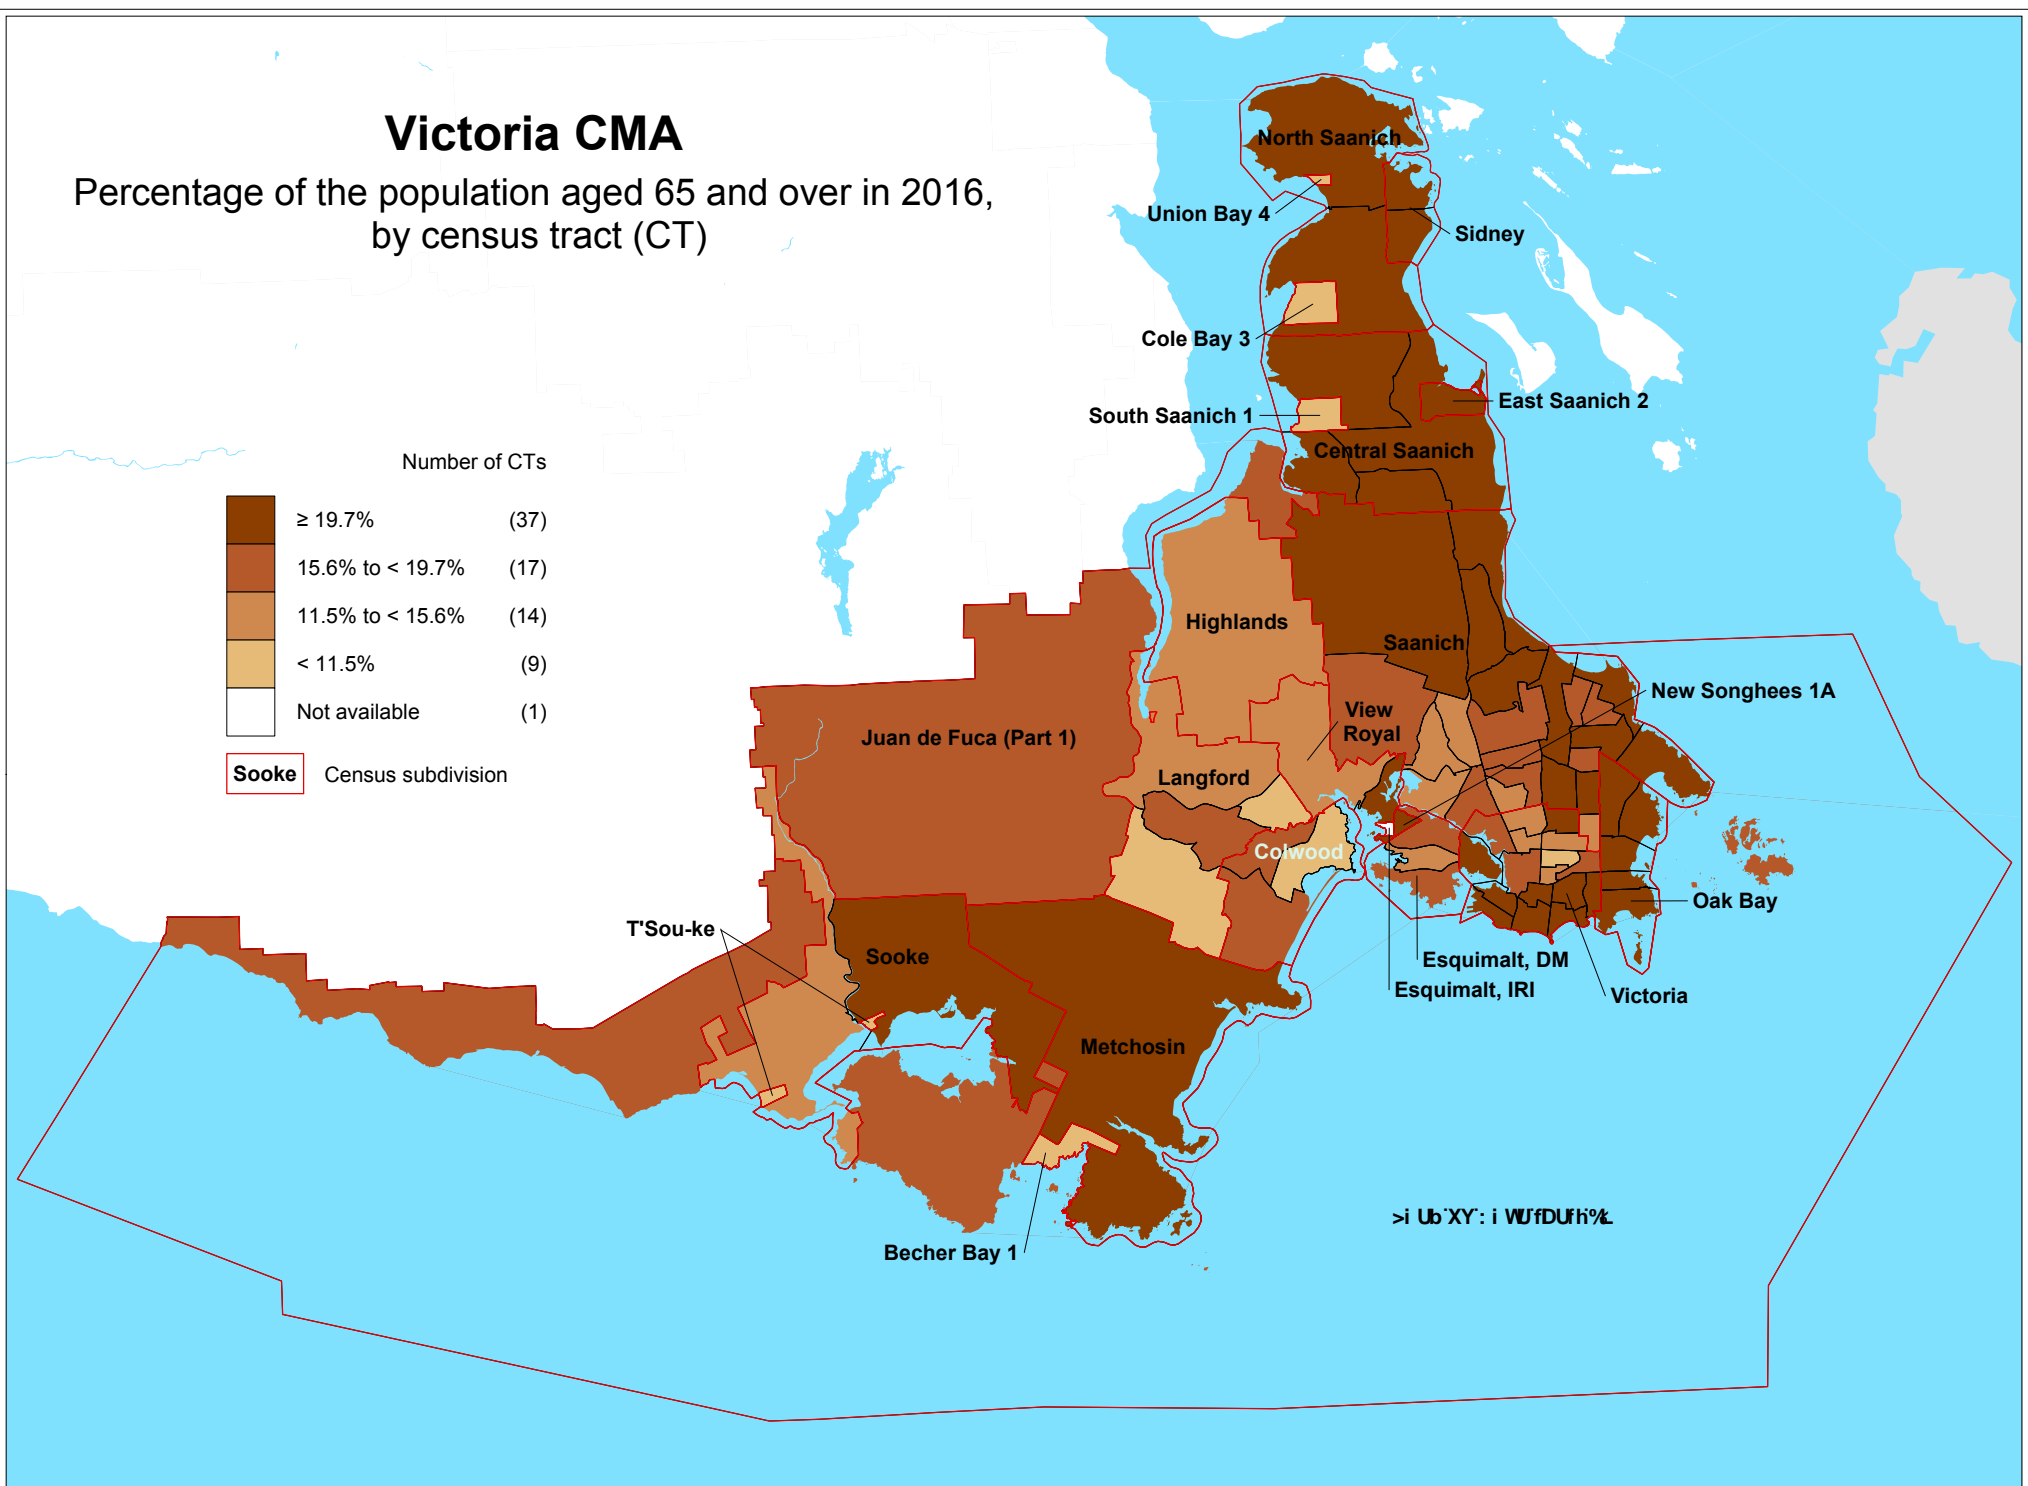 Victoria CMA
Percentage of the population aged 65 and over in 2016,
by census tract (CT)
North Saanich
Union Bay 4
Sidney
Cole Bay 3
East Saanich 2
South Saanich 1
Central Saanich
Number of CTs
≥ 19.7% (37)
15.6% to < 19.7% (17)
11.5% to < 15.6% (14)
< 11.5% (9)
Not available (1)
Sooke Census subdivision
Highlands
Saanich
New Songhees 1A
View
Royal
Juan de Fuca (Part 1)
Langford
Colwood
Oak Bay
T'Sou-ke
Sooke
Esquimalt, DM
Esquimalt, IRI
Victoria
Metchosin
Becher Bay 1